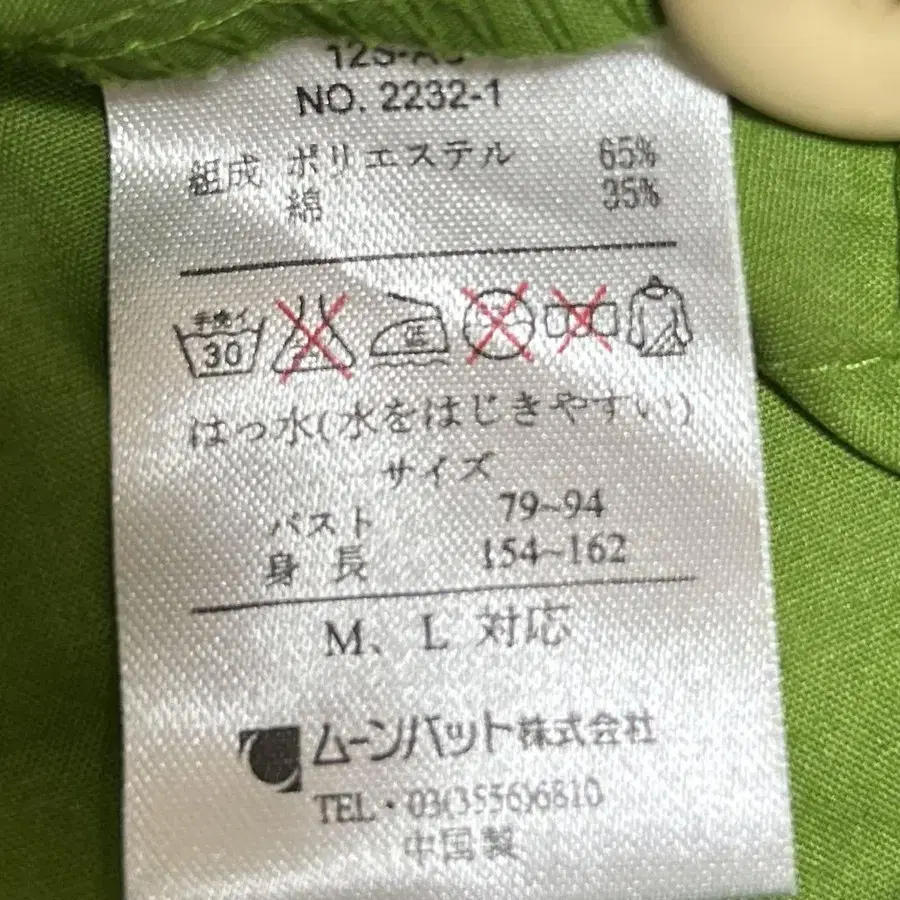 NO. 2232-1
組成 ポリエステル 65%
綿 35%
手洗イ
30
低
はっ水(水をはじきやすい)
サイズ
バスト 79~94
身長 154~162
M、L 対応
ムーンバット株式会社
TEL・03(3556)6810
中国製